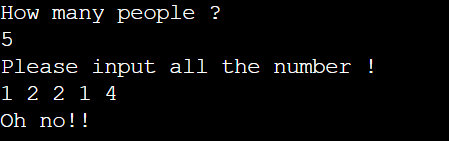 How many people ?
5
Please input all the number !
1 2 2 1 4
Oh no!!